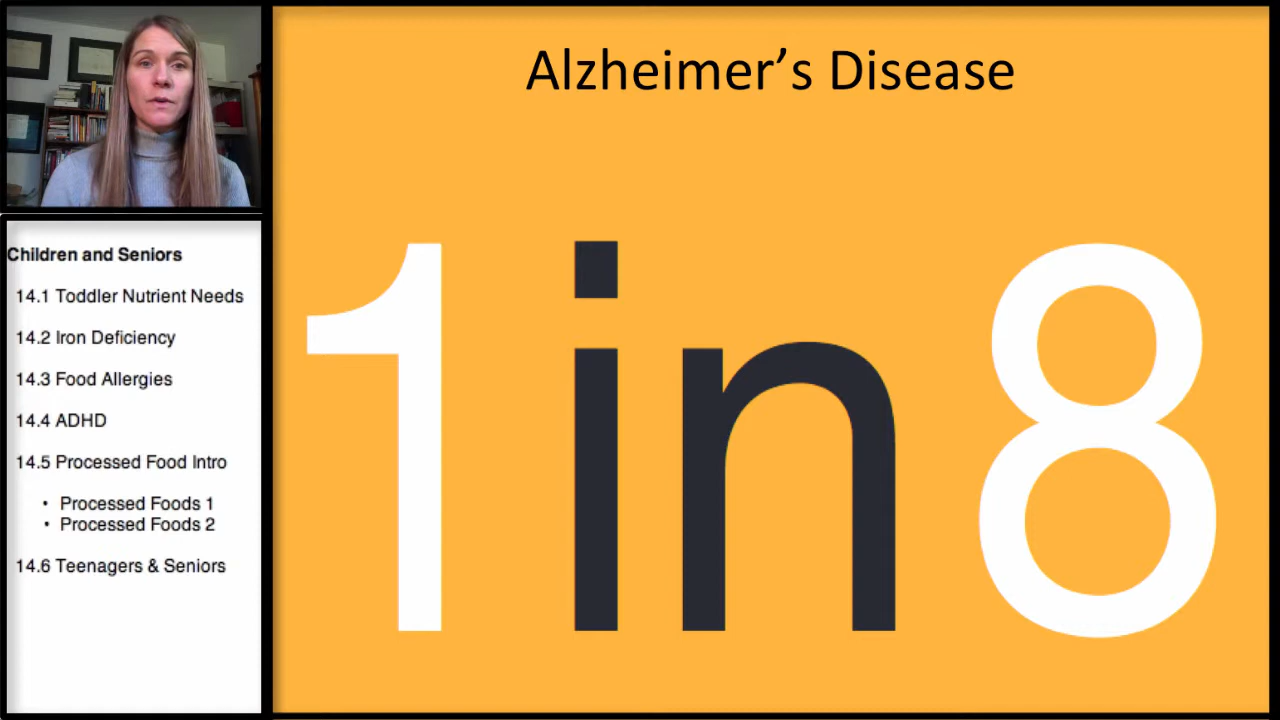 Alzheimer’s Disease
1 in 8
Children and Seniors
14.1 Toddler Nutrient Needs
14.2 Iron Deficiency
14.3 Food Allergies
14.4 ADHD
14.5 Processed Food Intro
• Processed Foods 1
• Processed Foods 2
14.6 Teenagers & Seniors